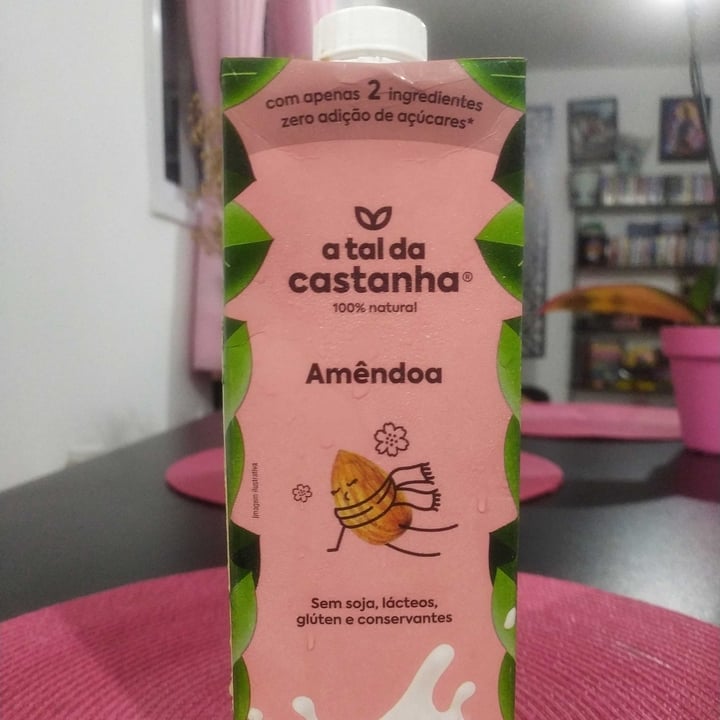 com apenas 2 ingredientes
zero adição de açúcares*
a tal da
castanha®
100% natural
Amêndoa
imagem ilustrativa
Sem soja, lácteos,
glúten e conservantes